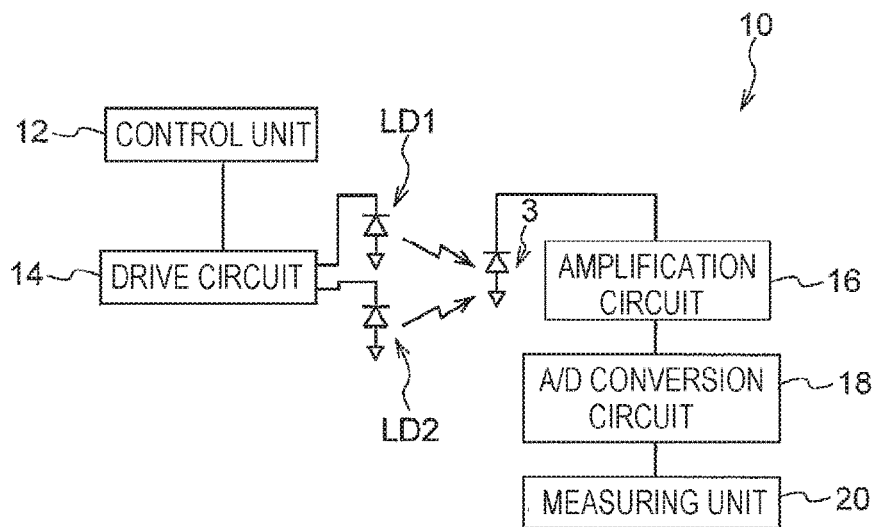 10
12
CONTROL UNIT
LD1
3
14
DRIVE CIRCUIT
AMPLIFICATION
CIRCUIT
16
LD2
A/D CONVERSION
CIRCUIT
18
MEASURING UNIT
20